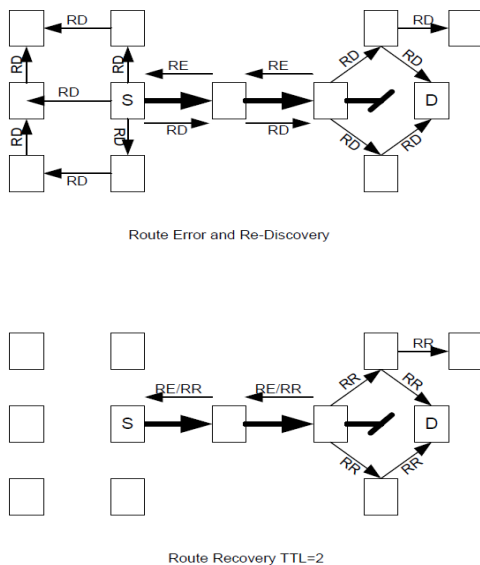 RD RD
RD RD RD RD
RE RE
RD S D
RD RD RD RD RD RD
RD
Route Error and Re-Discovery
RR
RE/RR RE/RR RR RR
S D
RR RR
Route Recovery TTL=2